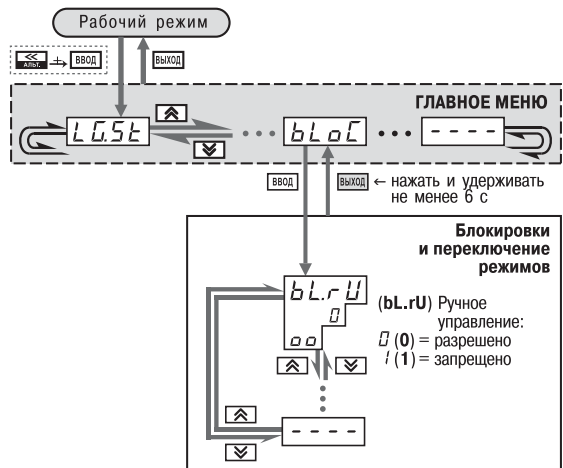 Рабочий режим
≪ АЛЬТ. ВВОД ВЫХОД
ГЛАВНОЕ МЕНЮ
LG.St ••• bLoC ••• ----
ВВОД ВЫХОД ← нажать и удерживать
не менее 6 с
Блокировки
и переключение
режимов
bL.rU
0
oo
(bL.rU) Ручное
управление:
0 (0) = разрешено
1 (1) = запрещено
----